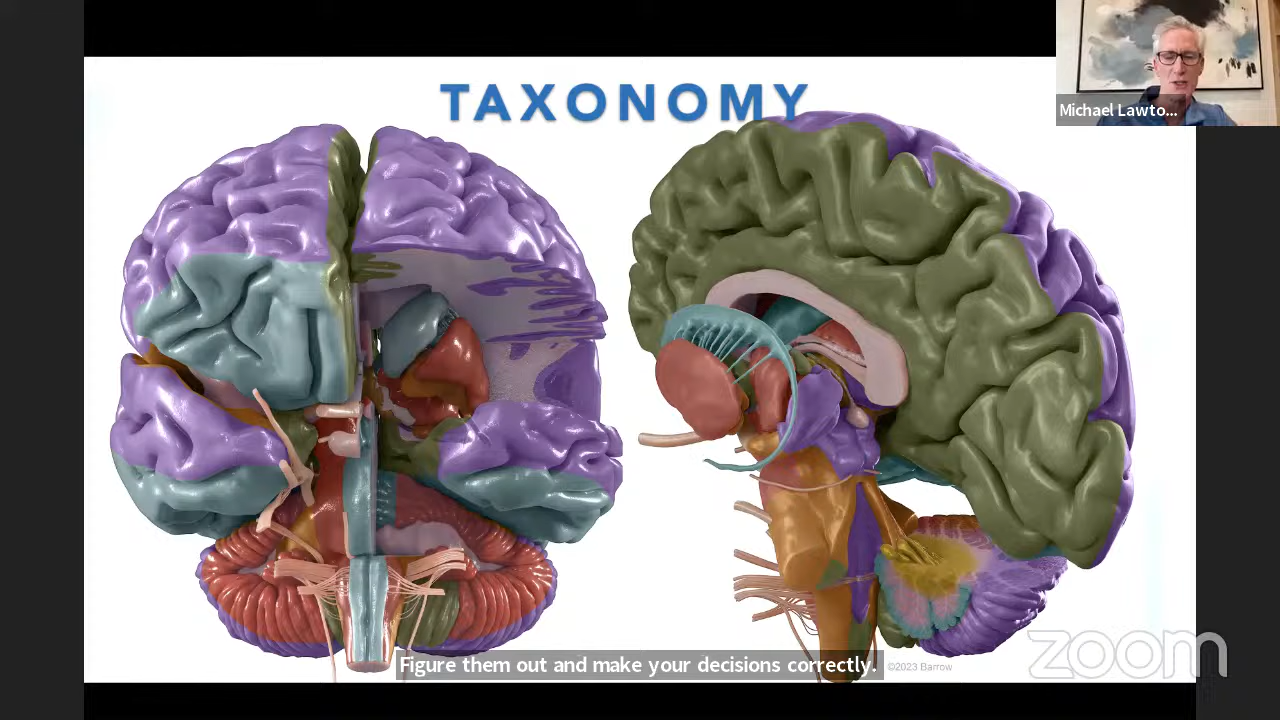 TAXONOMY
Michael Lawto...
Figure them out and make your decisions correctly.
©2023 Barrow
zoom